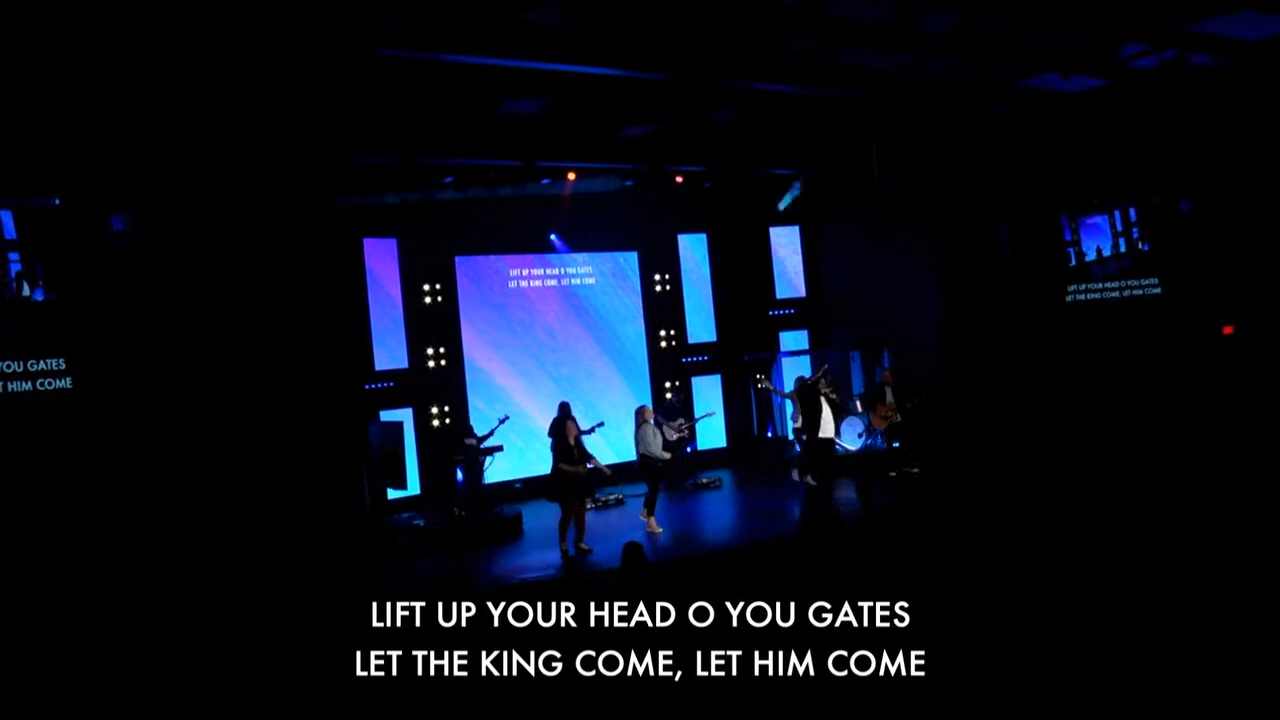 LIFT UP YOUR HEAD O YOU GATES
LET THE KING COME, LET HIM COME
YOU GATES
HIM COME
LIFT UP YOUR HEAD O YOU GATES
LET THE KING COME, LET HIM COME
LIFT UP YOUR HEAD O YOU GATES
LET THE KING COME, LET HIM COME